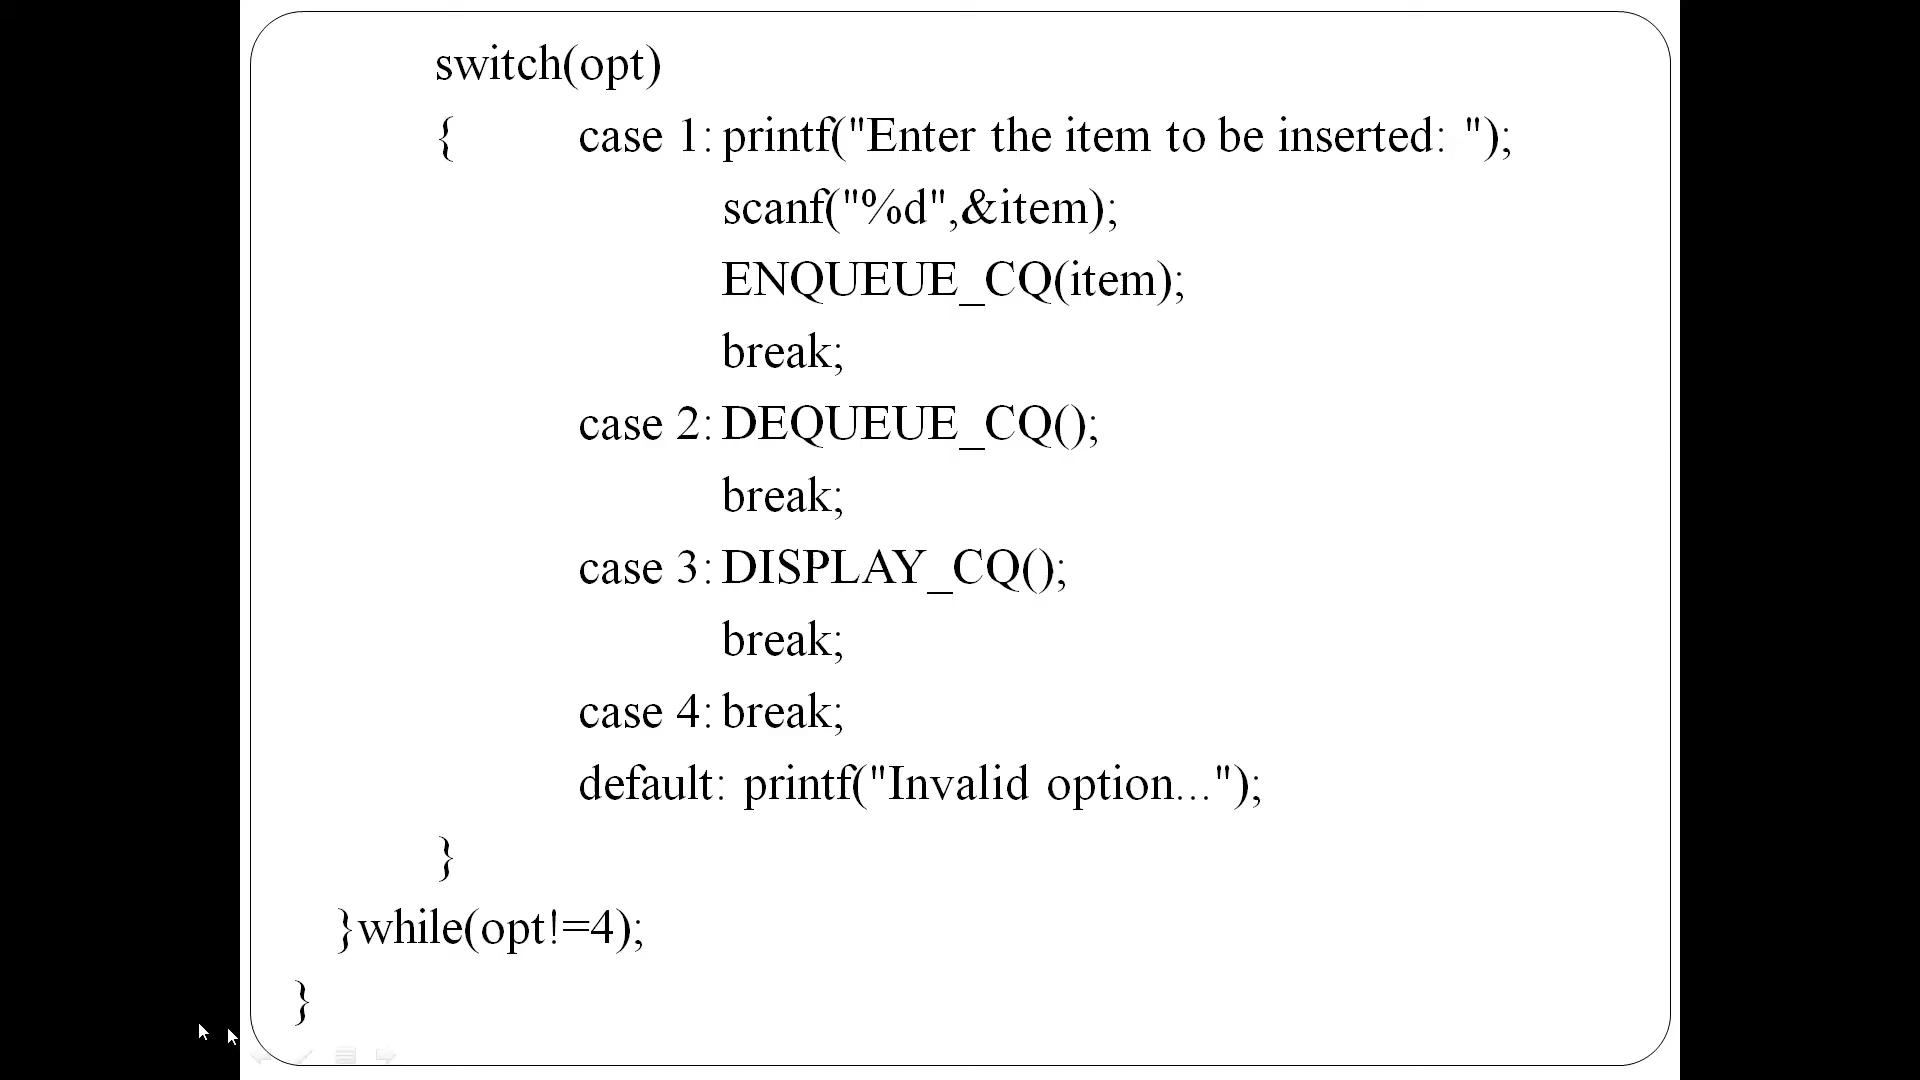 switch(opt)
{ case 1: printf("Enter the item to be inserted: ");
scanf("%d",&item);
ENQUEUE_CQ(item);
break;
case 2: DEQUEUE_CQ();
break;
case 3: DISPLAY_CQ();
break;
case 4: break;
default: printf("Invalid option...");
}
}while(opt!=4);
}